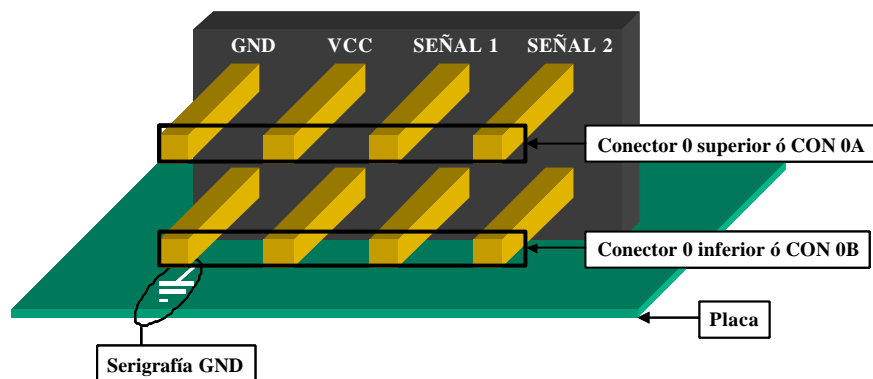 GND VCC SEÑAL 1 SEÑAL 2
Conector 0 superior ó CON 0A
Conector 0 inferior ó CON 0B
Placa
Serigrafía GND